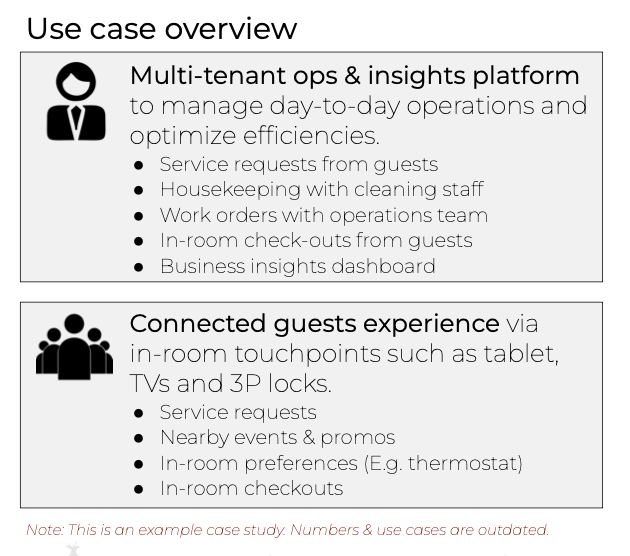 Use case overview
Multi-tenant ops & insights platform
to manage day-to-day operations and
optimize efficiencies.
● Service requests from guests
● Housekeeping with cleaning staff
● Work orders with operations team
● In-room check-outs from guests
● Business insights dashboard
Connected guests experience via
in-room touchpoints such as tablet,
TVs and 3P locks.
● Service requests
● Nearby events & promos
● In-room preferences (E.g. thermostat)
● In-room checkouts
Note: This is an example case study. Numbers & use cases are outdated.